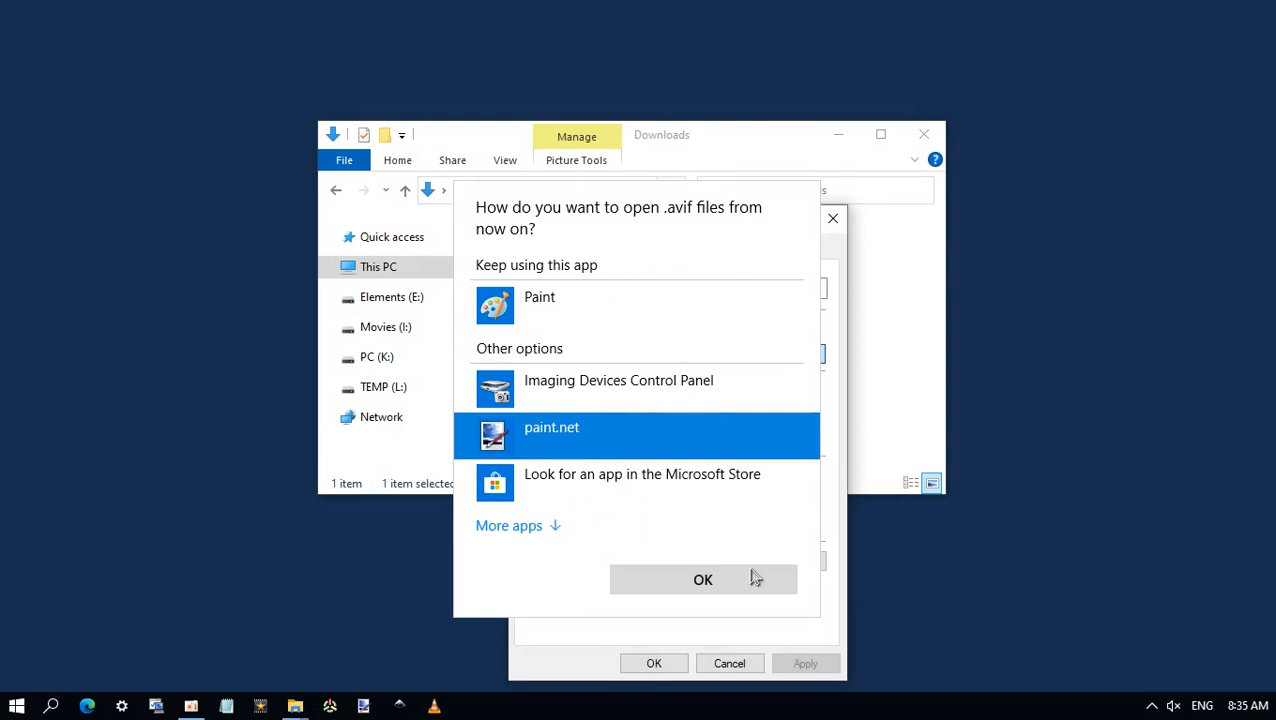 Manage
Downloads
File
Home
Share
View
Picture Tools
How do you want to open .avif files from
now on?
Quick access
This PC
Elements (E:)
Movies (I:)
PC (K:)
TEMP (L:)
Network
Keep using this app
Paint
Other options
Imaging Devices Control Panel
paint.net
Look for an app in the Microsoft Store
More apps
OK
1 item
1 item selected
OK
Cancel
Apply
ENG
8:35 AM